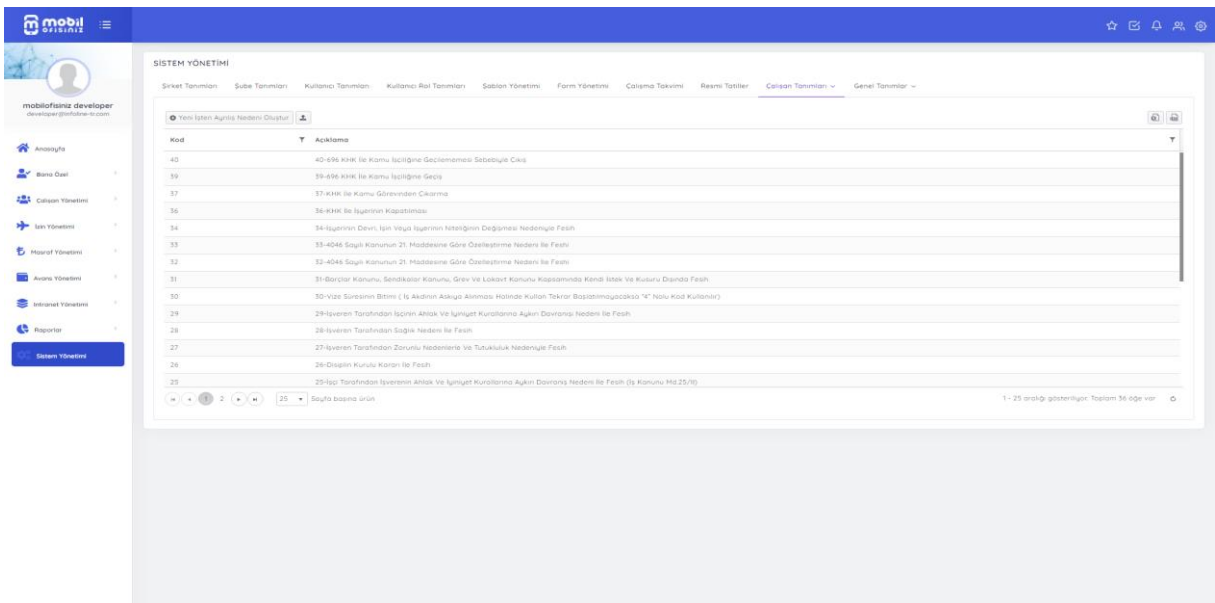 mobil
ofisiniz
mobilofisiniz developer
developer@infoline-tr.com
Anasayfa
Bana Özel
Çalışan Yönetimi
İzin Yönetimi
Masraf Yönetimi
Avans Yönetimi
Intranet Yönetimi
Raporlar
Sistem Yönetimi
SİSTEM YÖNETİMİ
Şirket Tanımları Şube Tanımları Kullanıcı Tanımları Kullanıcı Rol Tanımları Şablon Yönetimi Form Yönetimi Çalışma Takvimi Resmi Tatiller Çalışan Tanımları Genel Tanımlar
Yeni İşten Ayrılış Nedeni Oluştur
Kod Açıklama
40 40-696 KHK İle Kamu İşçiliğine Geçilememesi Sebebiyle Çıkış
39 39-696 KHK İle Kamu İşçiliğine Geçiş
37 37-KHK İle Kamu Görevinden Çıkarma
36 36-KHK İle İşyerinin Kapatılması
34 34-İşyerinin Devri, İşin Veya İşyerinin Niteliğinin Değişmesi Nedeniyle Fesih
33 33-4046 Sayılı Kanunun 21. Maddesine Göre Özelleştirme Nedeni İle Feshi
32 32-4046 Sayılı Kanunun 21. Maddesine Göre Özelleştirme Nedeni İle Feshi
31 31-Borçlar Kanunu, Sendikalar Kanunu, Grev Ve Lokavt Kanunu Kapsamında Kendi İstek Ve Kusuru Dışında Fesih
30 30-Vize Süresinin Bitimi ( İş Akdinin Askıya Alınması Halinde Kullan Tekrar Başlatılmayacaksa "4" Nolu Kod Kullanılır)
29 29-İşveren Tarafından İşçinin Ahlak Ve İyiniyet Kurallarına Aykırı Davranışı Nedeni İle Fesih
28 28-İşveren Tarafından Sağlık Nedeni İle Fesih
27 27-İşveren Tarafından Zorunlu Nedenlerle Ve Tutukluluk Nedeniyle Fesih
26 26-Disiplin Kurulu Kararı İle Fesih
25 25-İşçi Tarafından İşverenin Ahlak Ve İyiniyet Kurallarına Aykırı Davranış Nedeni İle Fesih (İş Kanunu Md.25/II)
1 2 25 Sayfa başına ürün 1 - 25 aralığı gösteriliyor. Toplam 36 öğe var